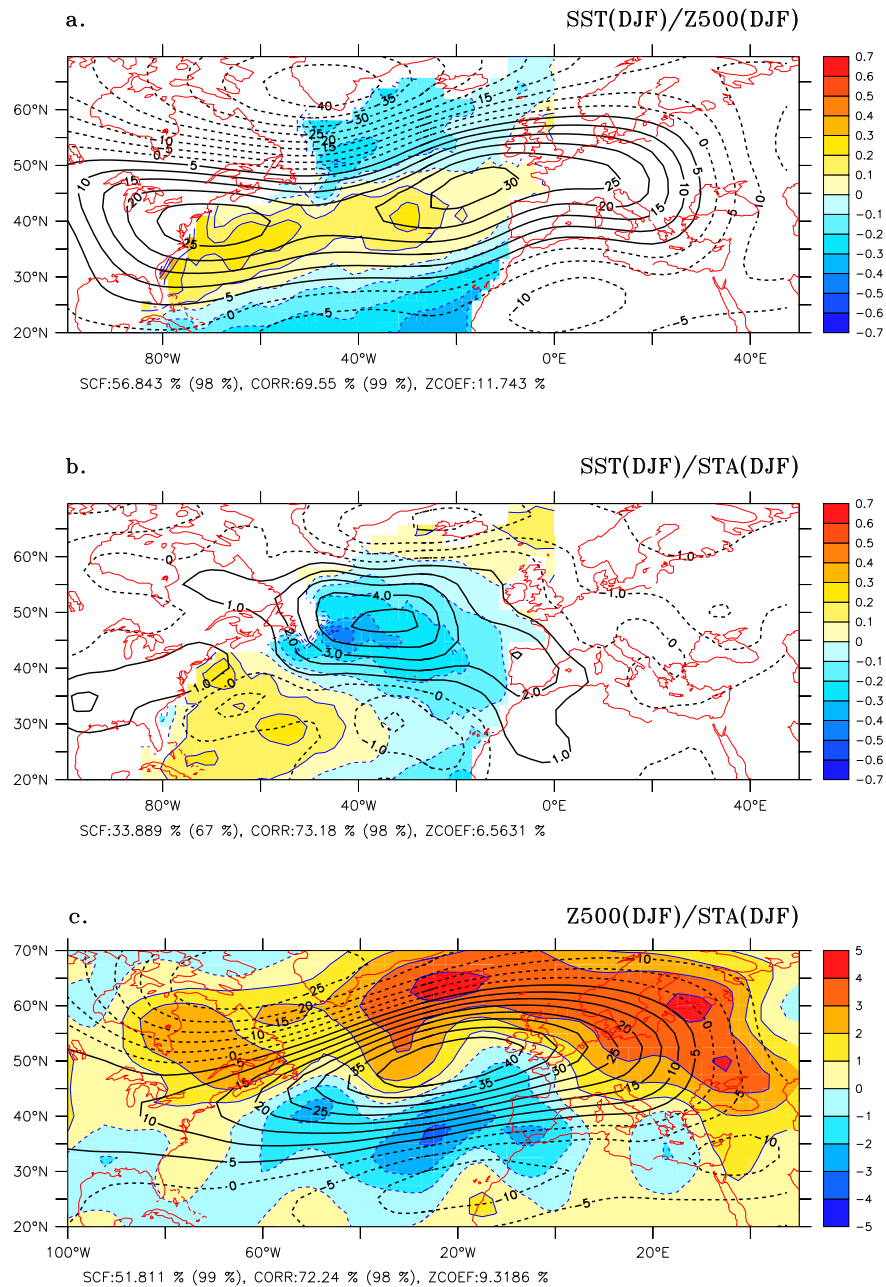 a. SST(DJF)/Z500(DJF)
60°N
50°N
40°N
30°N
20°N
80°W 40°W 0°E 40°E
0.7
0.6
0.5
0.4
0.3
0.2
0.1
0
−0.1
−0.2
−0.3
−0.4
−0.5
−0.6
−0.7
SCF:56.843 % (98 %), CORR:69.55 % (99 %), ZCOEF:11.743 %
b. SST(DJF)/STA(DJF)
60°N
50°N
40°N
30°N
20°N
80°W 40°W 0°E 40°E
0.7
0.6
0.5
0.4
0.3
0.2
0.1
0
−0.1
−0.2
−0.3
−0.4
−0.5
−0.6
−0.7
SCF:33.889 % (67 %), CORR:73.18 % (98 %), ZCOEF:6.5631 %
c. Z500(DJF)/STA(DJF)
70°N
60°N
50°N
40°N
30°N
20°N
100°W 60°W 20°W 20°E
5
4
3
2
1
0
−1
−2
−3
−4
−5
SCF:51.811 % (99 %), CORR:72.24 % (98 %), ZCOEF:9.3186 %